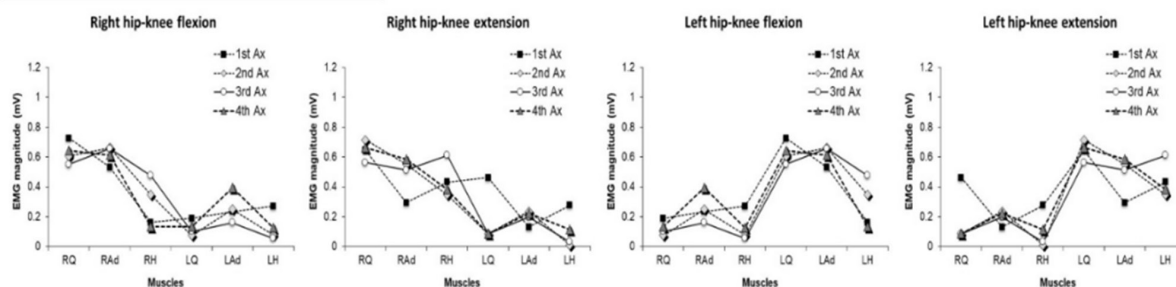 Right hip-knee flexion
1st Ax
2nd Ax
3rd Ax
4th Ax
EMG magnitude (mV)
1.2
1
0.8
0.6
0.4
0.2
0
RQ RAd RH LQ LAd LH
Muscles
Right hip-knee extension
1st Ax
2nd Ax
3rd Ax
4th Ax
EMG magnitude (mV)
1.2
1
0.8
0.6
0.4
0.2
0
RQ RAd RH LQ LAd LH
Muscles
Left hip-knee flexion
1st Ax
2nd Ax
3rd Ax
4th Ax
EMG magnitude (mV)
1.2
1
0.8
0.6
0.4
0.2
0
RQ RAd RH LQ LAd LH
Muscles
Left hip-knee extension
1st Ax
2nd Ax
3rd Ax
4th Ax
EMG magnitude (mV)
1.2
1
0.8
0.6
0.4
0.2
0
RQ RAd RH LQ LAd LH
Muscles